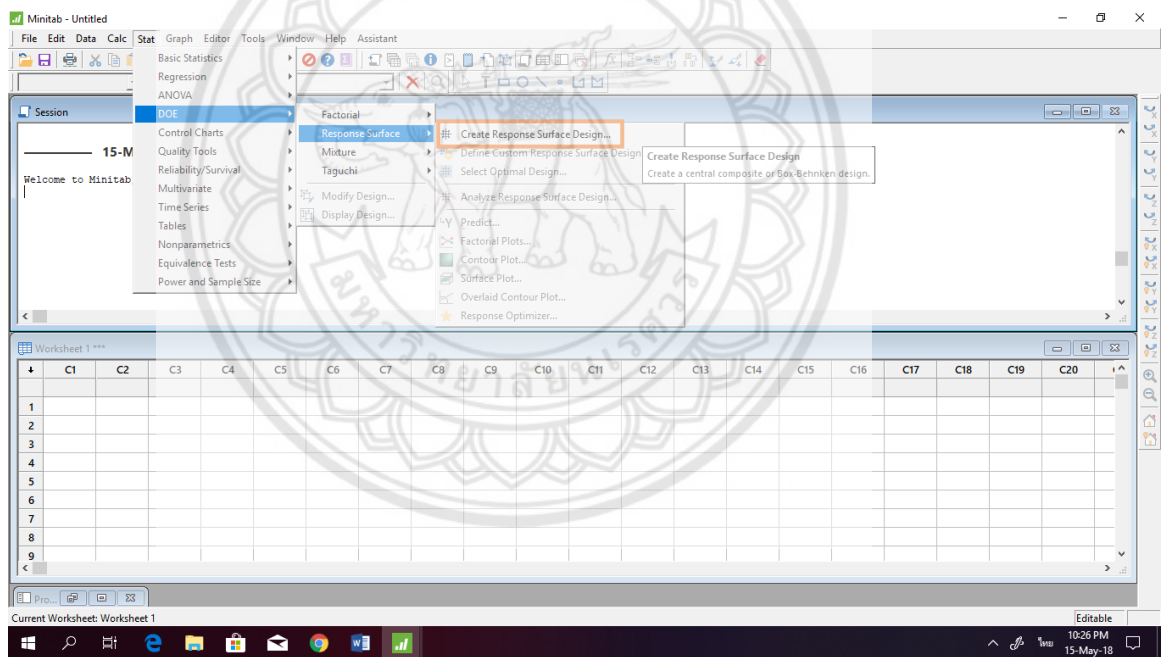 Minitab - Untitled
File Edit Data Calc Stat Graph Editor Tools Window Help Assistant
Basic Statistics
Regression
ANOVA
DOE
Control Charts
Quality Tools
Reliability/Survival
Multivariate
Time Series
Tables
Nonparametrics
Equivalence Tests
Power and Sample Size
Factorial
Response Surface
Mixture
Taguchi
Modify Design...
Display Design...
Create Response Surface Design...
Define Custom Response Surface Design
Select Optimal Design...
Analyze Response Surface Design...
Predict...
Factorial Plots...
Contour Plot...
Surface Plot...
Overlaid Contour Plot...
Response Optimizer...
Create Response Surface Design
Create a central composite or Box-Behnken design.
Session
15-M
Welcome to Minitab
Worksheet 1 ***
C1 C2 C3 C4 C5 C6 C7 C8 C9 C10 C11 C12 C13 C14 C15 C16 C17 C18 C19 C20
1
2
3
4
5
6
7
8
9
Pro...
Current Worksheet: Worksheet 1
Editable
ไทย
10:26 PM
15-May-18